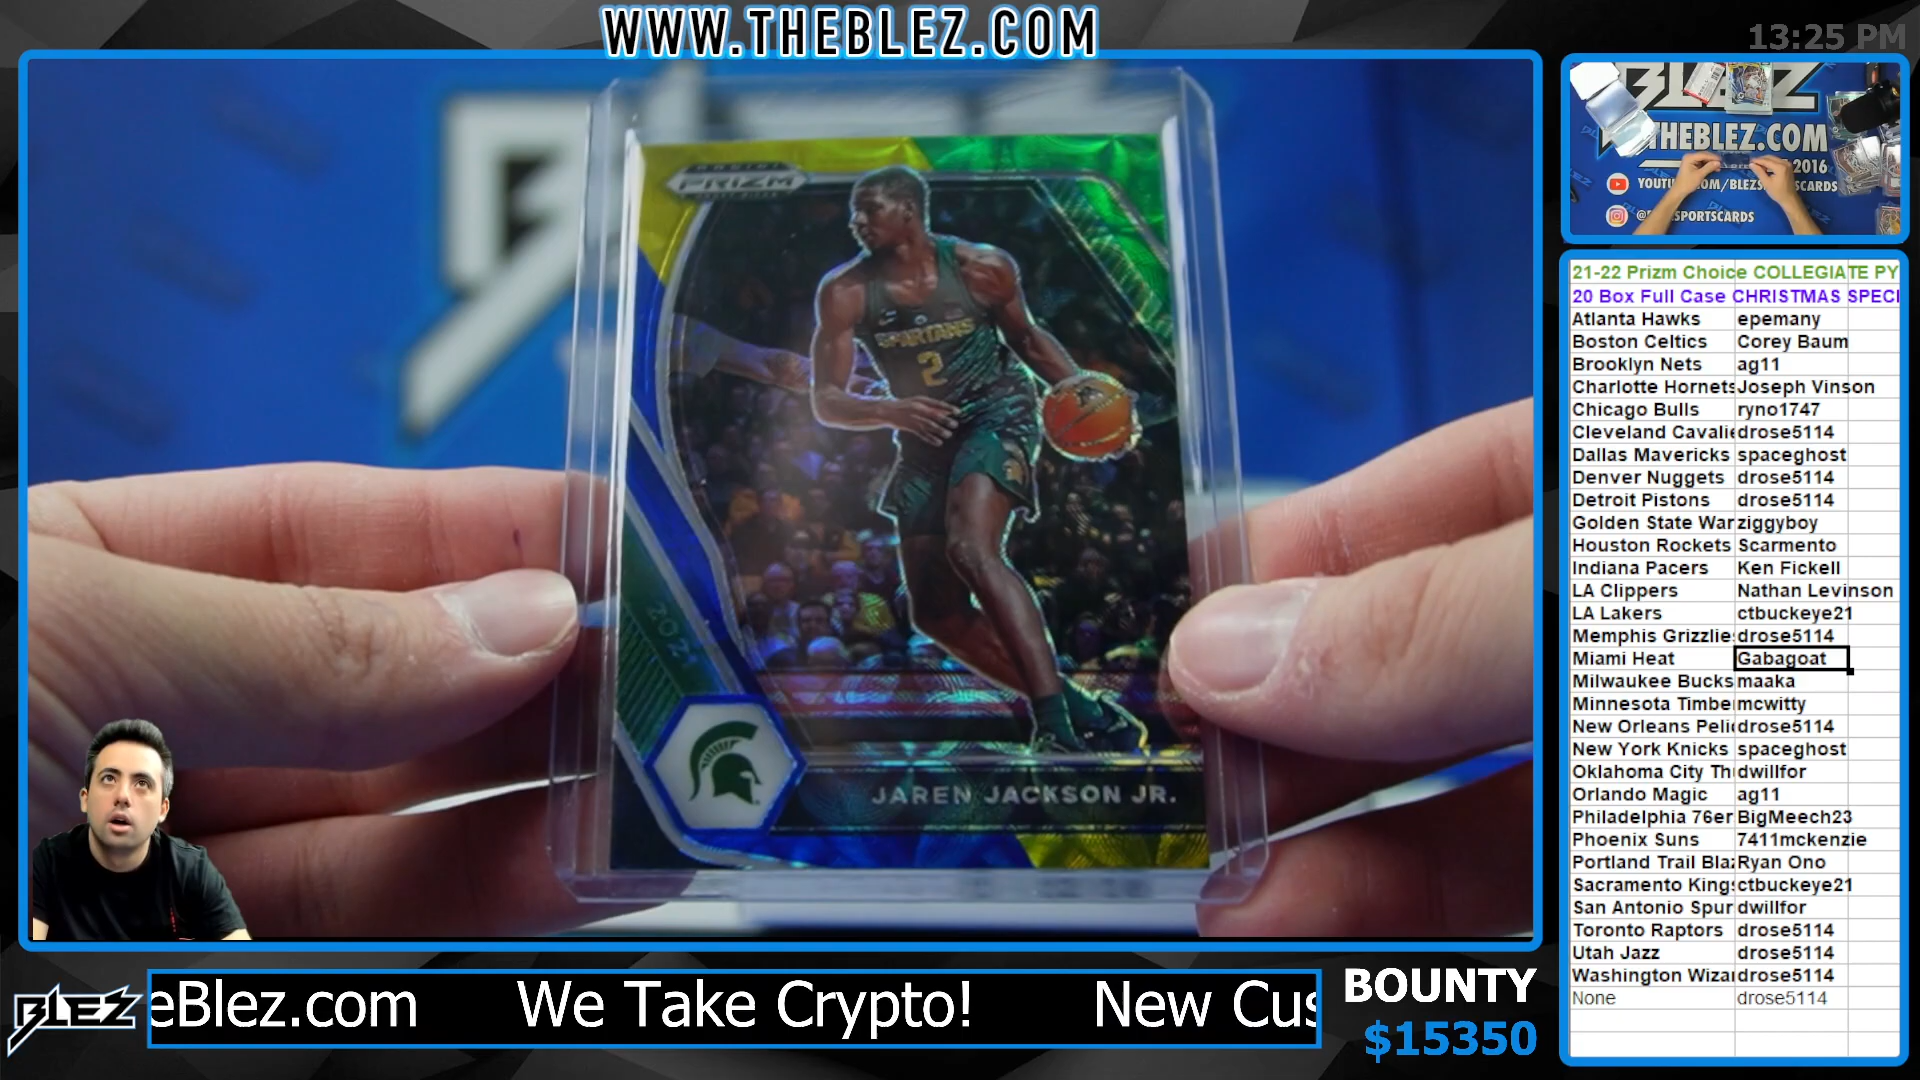 WWW.THEBLEZ.COM
13:25 PM
PANINI
PRIZM
SPARTANS
2
JAREN JACKSON JR.
BLEZ
THEBLEZ.COM
2016
21-22 Prizm Choice COLLEGIATE PY
20 Box Full Case CHRISTMAS SPECI
Atlanta Hawks epemany
Boston Celtics Corey Baum
Brooklyn Nets ag11
Charlotte Hornets Joseph Vinson
Chicago Bulls ryno1747
Cleveland Cavalie drose5114
Dallas Mavericks spaceghost
Denver Nuggets drose5114
Detroit Pistons drose5114
Golden State War ziggyboy
Houston Rockets Scarmento
Indiana Pacers Ken Fickell
LA Clippers Nathan Levinson
LA Lakers ctbuckeye21
Memphis Grizzlies drose5114
Miami Heat Gabagoat
Milwaukee Bucks maaka
Minnesota Timbe mcwitty
New Orleans Peli drose5114
New York Knicks spaceghost
Oklahoma City Th dwillfor
Orlando Magic ag11
Philadelphia 76er BigMeech23
Phoenix Suns 7411mckenzie
Portland Trail Blaz Ryan Ono
Sacramento Kings ctbuckeye21
San Antonio Spur dwillfor
Toronto Raptors drose5114
Utah Jazz drose5114
Washington Wiza drose5114
None drose5114
BLEZ
eBlez.com We Take Crypto! New Cus
BOUNTY
$15350